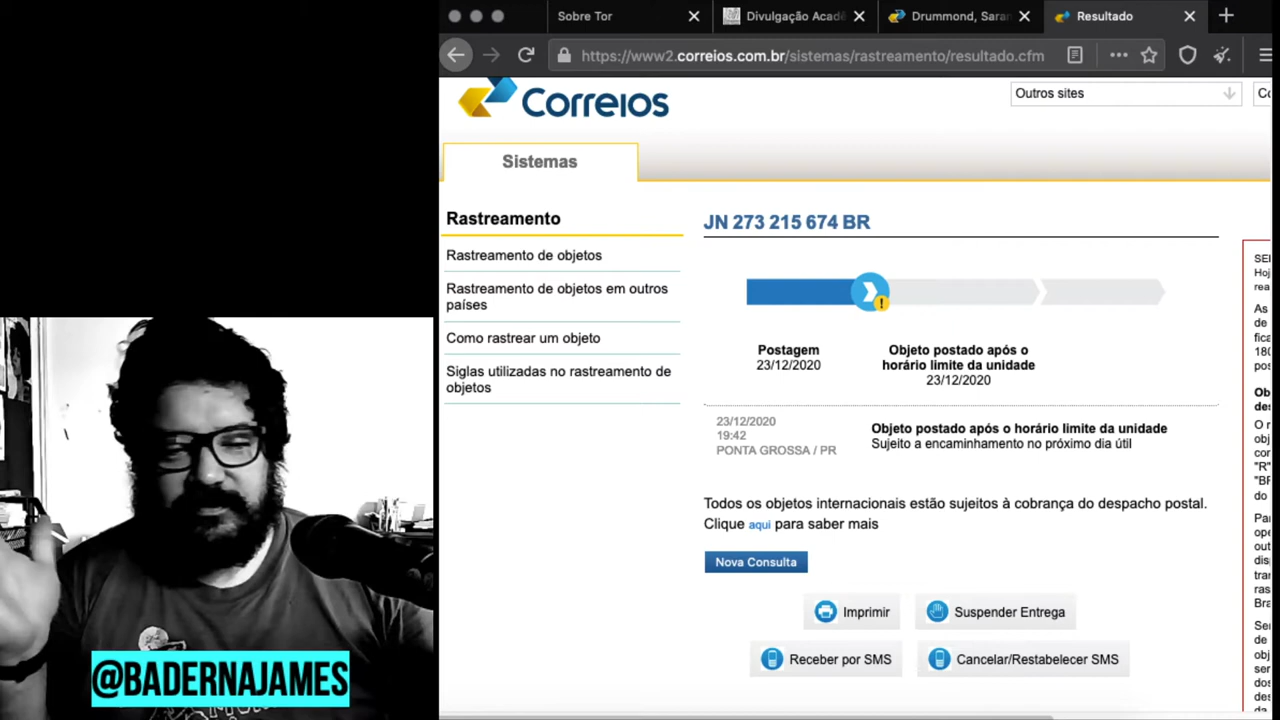 Sobre Tor
Divulgação Acadê
Drummond, Saran
Resultado
https://www2.correios.com.br/sistemas/rastreamento/resultado.cfm
Correios
Outros sites
Sistemas
Rastreamento
Rastreamento de objetos
Rastreamento de objetos em outros
países
Como rastrear um objeto
Siglas utilizadas no rastreamento de
objetos
JN 273 215 674 BR
Postagem
23/12/2020
Objeto postado após o
horário limite da unidade
23/12/2020
23/12/2020
19:42
PONTA GROSSA / PR
Objeto postado após o horário limite da unidade
Sujeito a encaminhamento no próximo dia útil
Todos os objetos internacionais estão sujeitos à cobrança do despacho postal.
Clique aqui para saber mais
Nova Consulta
Imprimir
Suspender Entrega
Receber por SMS
Cancelar/Restabelecer SMS
@BADERNAJAMES